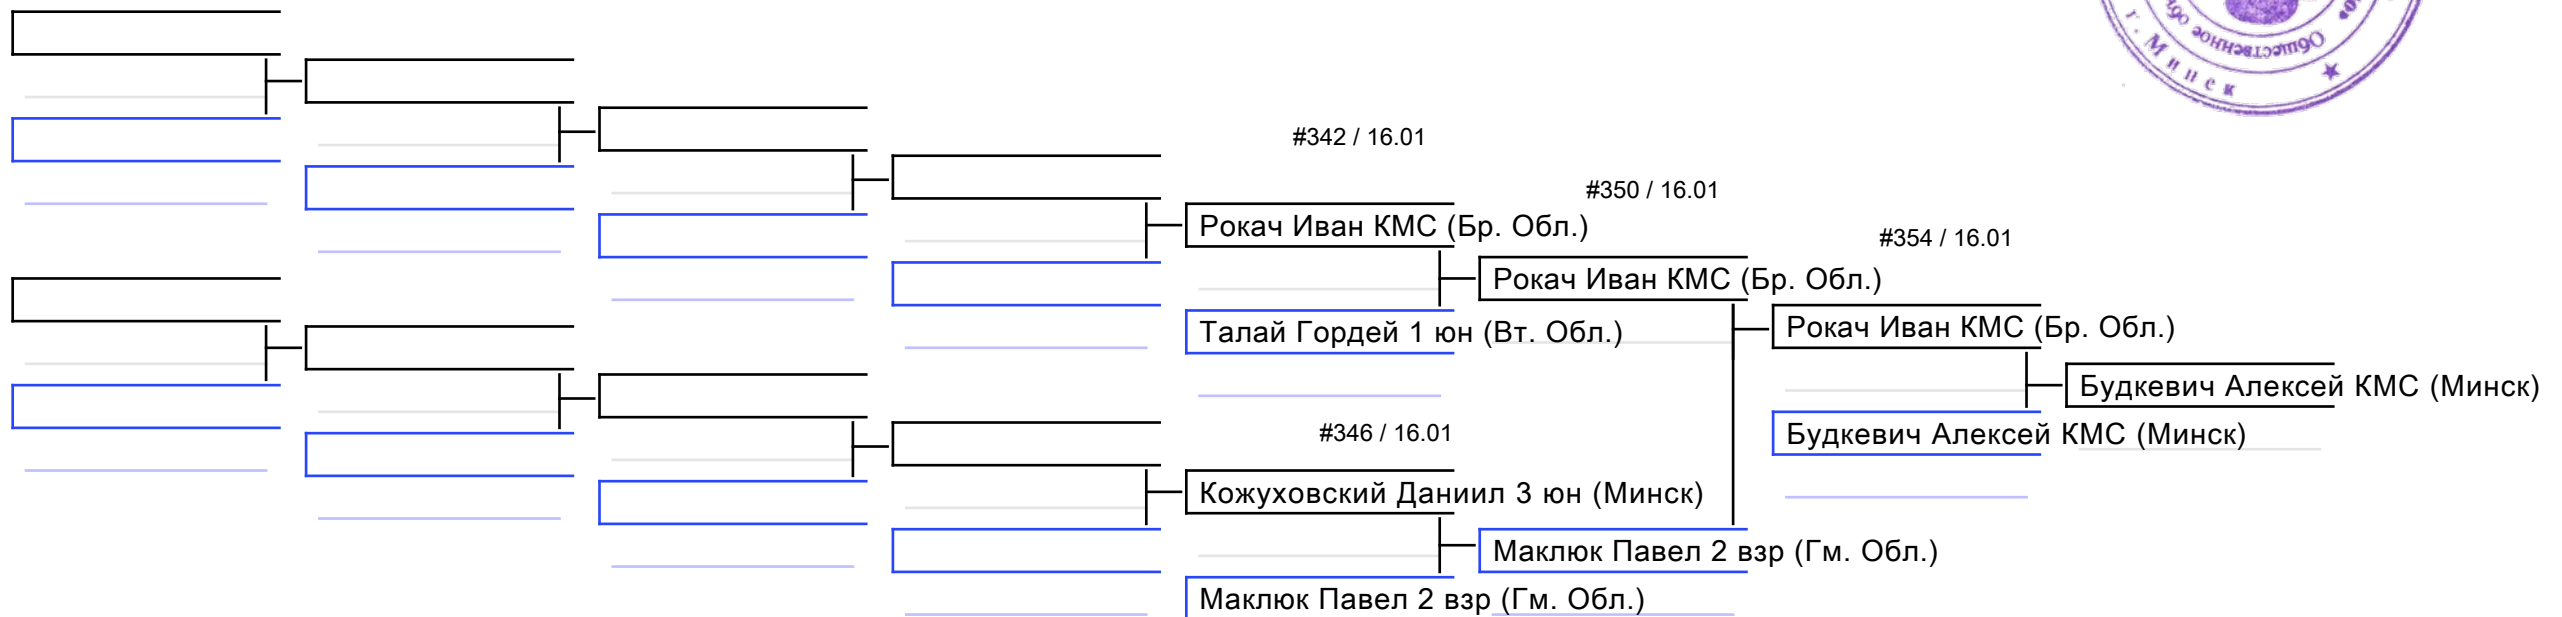 Общественное
г. Минск
#342 / 16.01
#350 / 16.01
Рокач Иван КМС (Бр. Обл.)
#354 / 16.01
Рокач Иван КМС (Бр. Обл.)
Талай Гордей 1 юн (Вт. Обл.)
Рокач Иван КМС (Бр. Обл.)
Будкевич Алексей КМС (Минск)
#346 / 16.01
Будкевич Алексей КМС (Минск)
Кожуховский Даниил 3 юн (Минск)
Маклюк Павел 2 взр (Гм. Обл.)
Маклюк Павел 2 взр (Гм. Обл.)